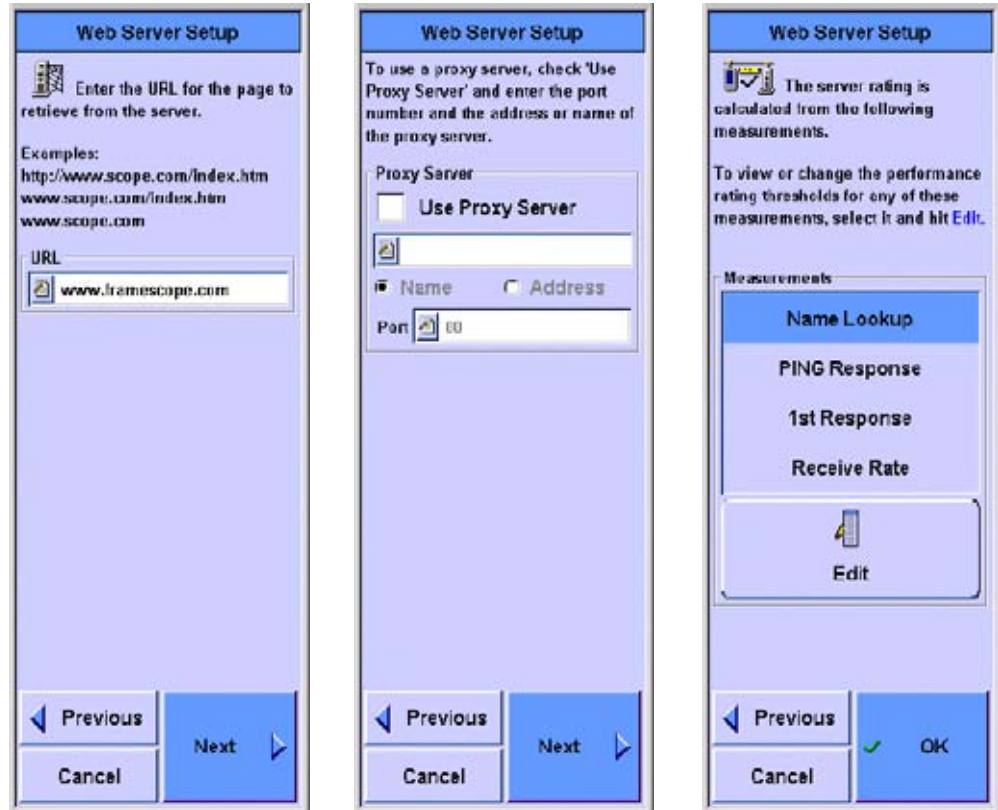 Web Server Setup
Enter the URL for the page to
retrieve from the server.
Examples:
http://www.scope.com/index.htm
www.scope.com/index.htm
www.scope.com
URL
www.framescope.com
Previous
Next
Cancel
Web Server Setup
To use a proxy server, check 'Use
Proxy Server' and enter the port
number and the address or name of
the proxy server.
Proxy Server
Use Proxy Server
Name
Address
Port 80
Previous
Next
Cancel
Web Server Setup
The server rating is
calculated from the following
measurements.
To view or change the performance
rating thresholds for any of these
measurements, select it and hit Edit.
Measurements
Name Lookup
PING Response
1st Response
Receive Rate
Edit
Previous
OK
Cancel